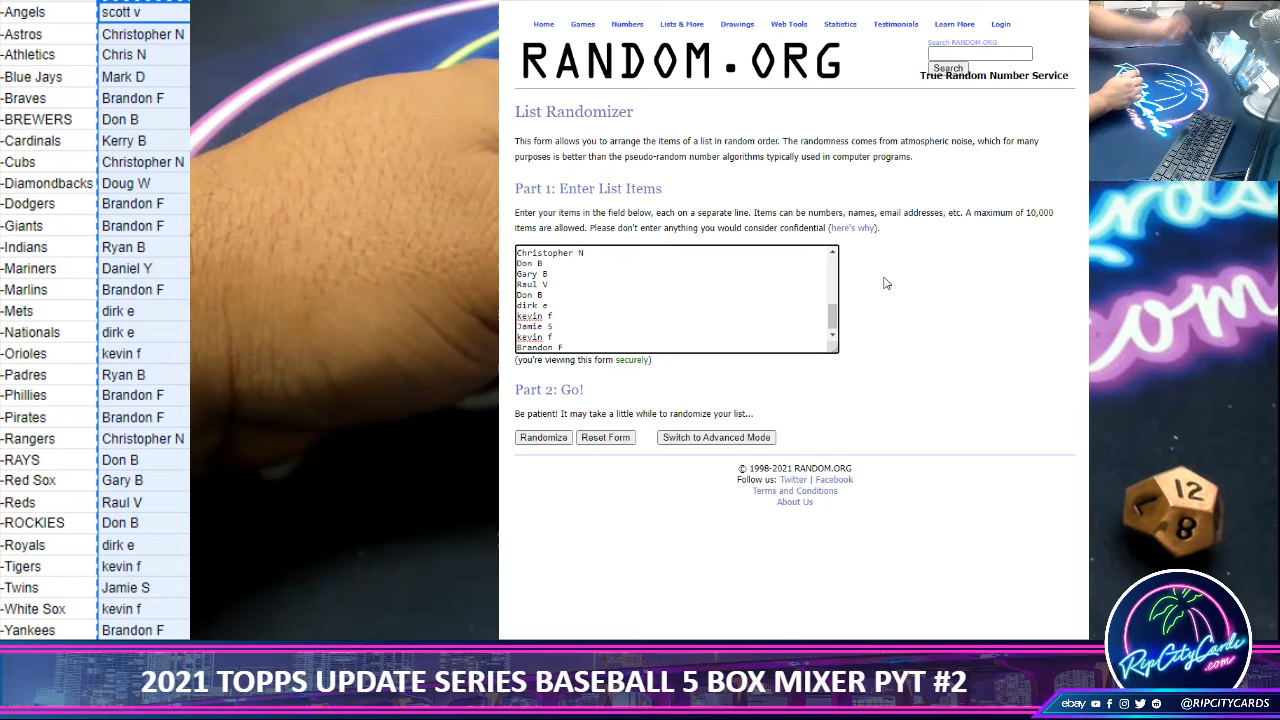 -Angels scott v
-Astros Christopher N
-Athletics Chris N
-Blue Jays Mark D
-Braves Brandon F
-BREWERS Don B
-Cardinals Kerry B
-Cubs Christopher N
-Diamondbacks Doug W
-Dodgers Brandon F
-Giants Brandon F
-Indians Ryan B
-Mariners Daniel Y
-Marlins Brandon F
-Mets dirk e
-Nationals dirk e
-Orioles kevin f
-Padres Ryan B
-Phillies Brandon F
-Pirates Brandon F
-Rangers Christopher N
-RAYS Don B
-Red Sox Gary B
-Reds Raul V
-ROCKIES Don B
-Royals dirk e
-Tigers kevin f
-Twins Jamie S
-White Sox kevin f
-Yankees Brandon F
Home Games Numbers Lists & More Drawings Web Tools Statistics Testimonials Learn More Login
RANDOM.ORG
Search RANDOM.ORG
Search
True Random Number Service
List Randomizer
This form allows you to arrange the items of a list in random order. The randomness comes from atmospheric noise, which for many
purposes is better than the pseudo-random number algorithms typically used in computer programs.
Part 1: Enter List Items
Enter your items in the field below, each on a separate line. Items can be numbers, names, email addresses, etc. A maximum of 10,000
items are allowed. Please don't enter anything you would consider confidential (here's why).
Christopher N
Don B
Gary B
Raul V
Don B
dirk e
kevin f
Jamie S
kevin f
Brandon F
(you're viewing this form securely)
Part 2: Go!
Be patient! It may take a little while to randomize your list...
Randomize Reset Form Switch to Advanced Mode
© 1998-2021 RANDOM.ORG
Follow us: Twitter | Facebook
Terms and Conditions
About Us
12
8
RipCityCards
.com
2021 TOPPS UPDATE SERIES BASEBALL 5 BOX MIXER PYT #2
ebay @RIPCITYCARDS